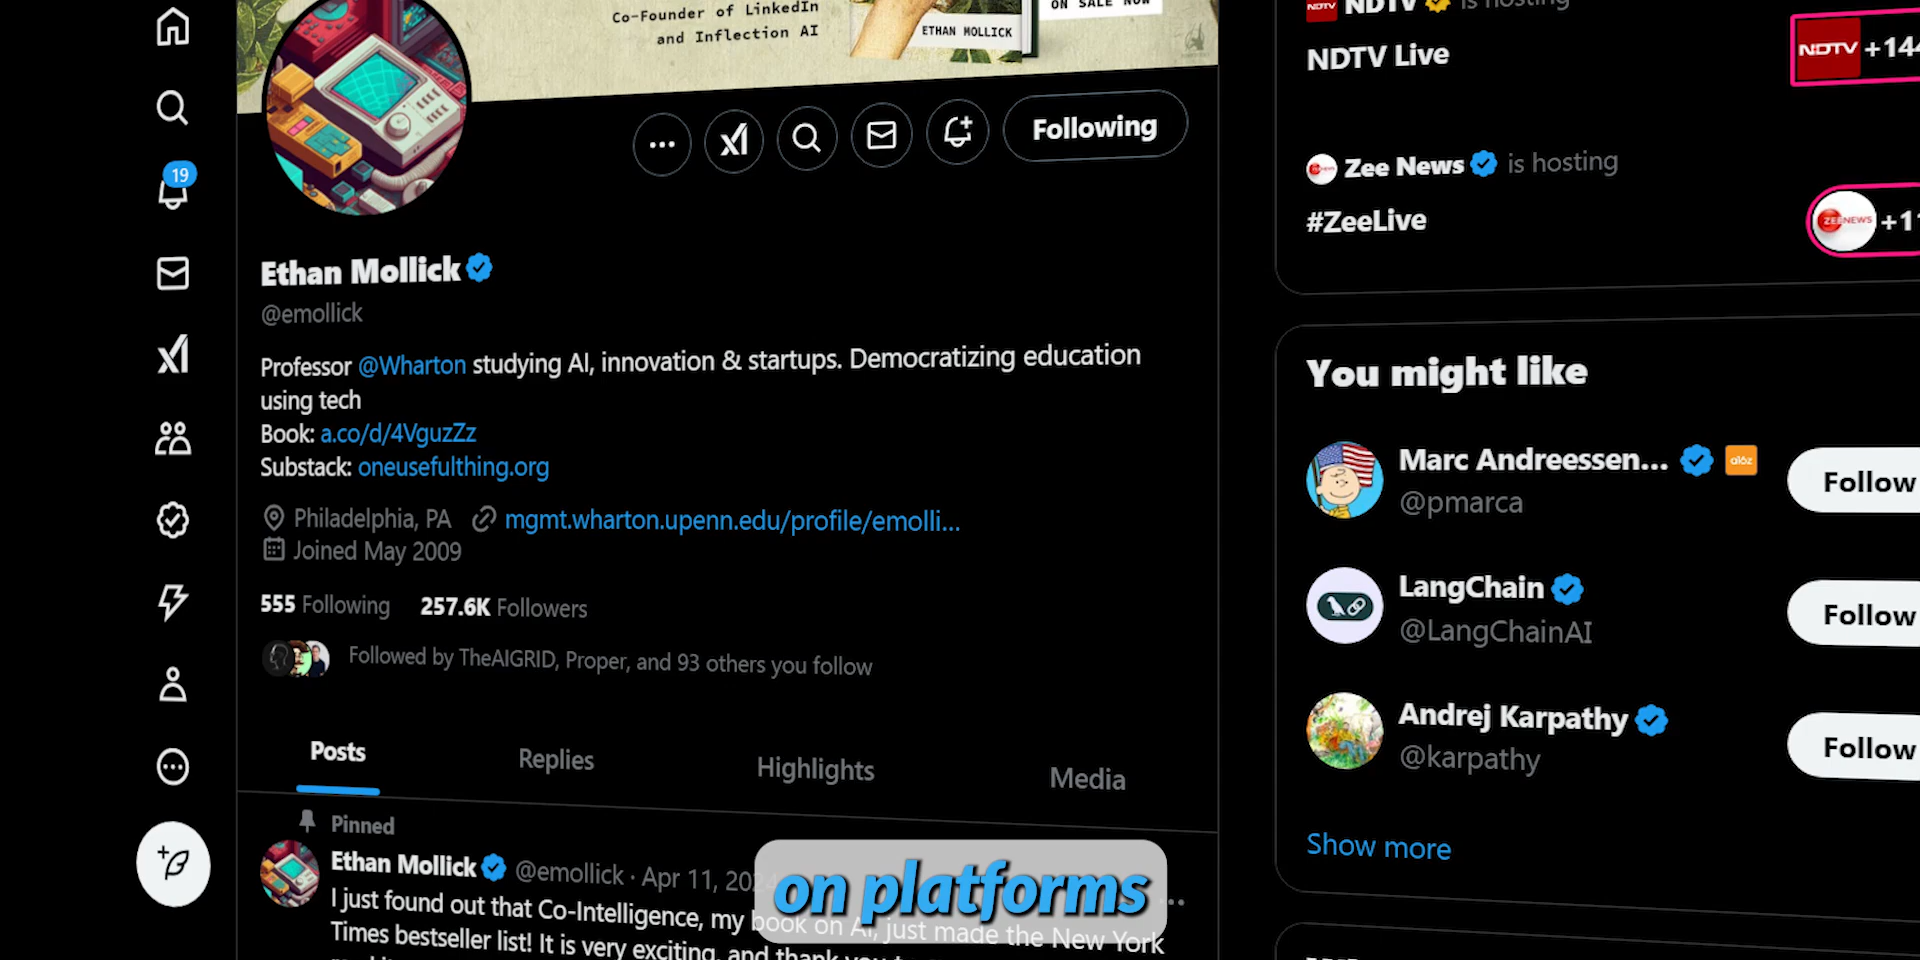 Co-Founder of LinkedIn
and Inflection AI
ON SALE NOW
ETHAN MOLLICK
Following
19
Ethan Mollick
@emollick
Professor @Wharton studying AI, innovation & startups. Democratizing education
using tech
Book: a.co/d/4VguzZz
Substack: oneusefulthing.org
Philadelphia, PA mgmt.wharton.upenn.edu/profile/emolli...
Joined May 2009
555 Following 257.6K Followers
Followed by TheAIGRID, Proper, and 93 others you follow
Posts Replies Highlights Media
Pinned
Ethan Mollick @emollick · Apr 11, 2024
I just found out that Co-Intelligence, my book on AI, just made the New York
Times bestseller list! It is very exciting, and thank you
on platforms
NDTV is hosting
NDTV Live
NDTV +144
Zee News is hosting
#ZeeLive
ZEE NEWS +11
You might like
Marc Andreessen... a16z
@pmarca
Follow
LangChain
@LangChainAI
Follow
Andrej Karpathy
@karpathy
Follow
Show more